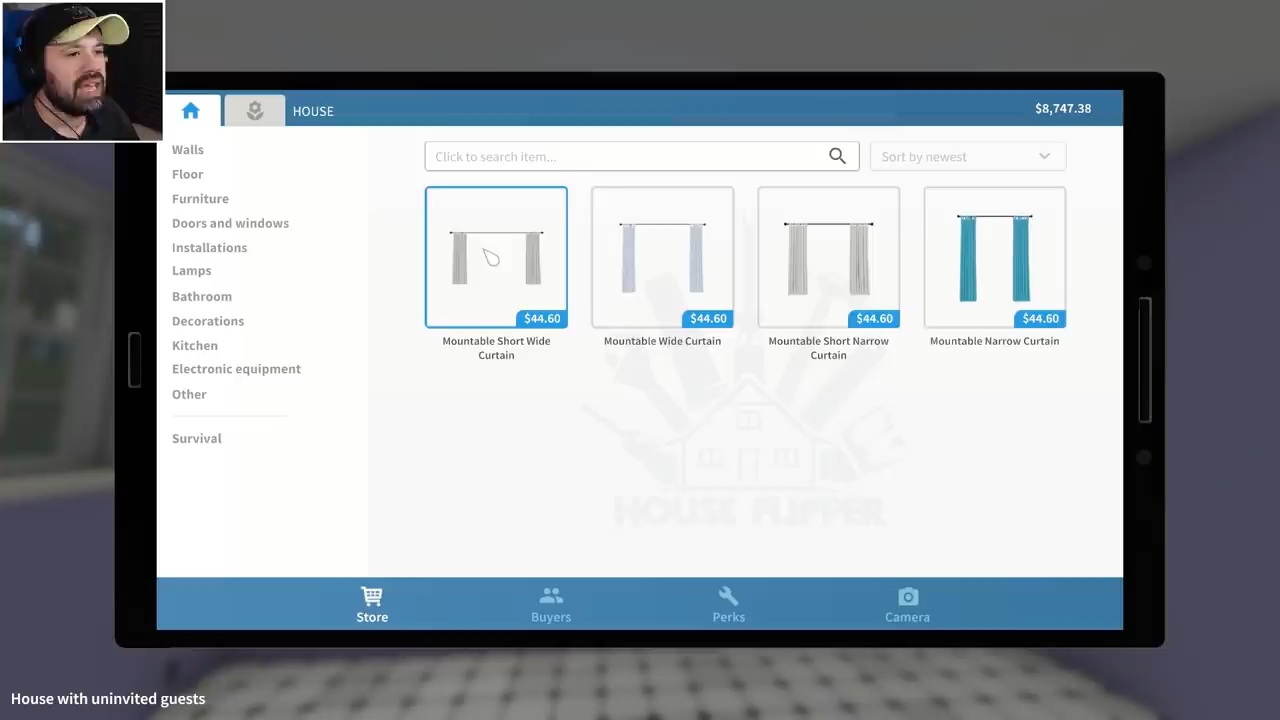 HOUSE
$8,747.38
Walls
Floor
Furniture
Doors and windows
Installations
Lamps
Bathroom
Decorations
Kitchen
Electronic equipment
Other
Survival
Click to search item...
Sort by newest
$44.60
$44.60
$44.60
$44.60
Mountable Short Wide
Curtain
Mountable Wide Curtain
Mountable Short Narrow
Curtain
Mountable Narrow Curtain
HOUSE FLIPPER
Store
Buyers
Perks
Camera
House with uninvited guests